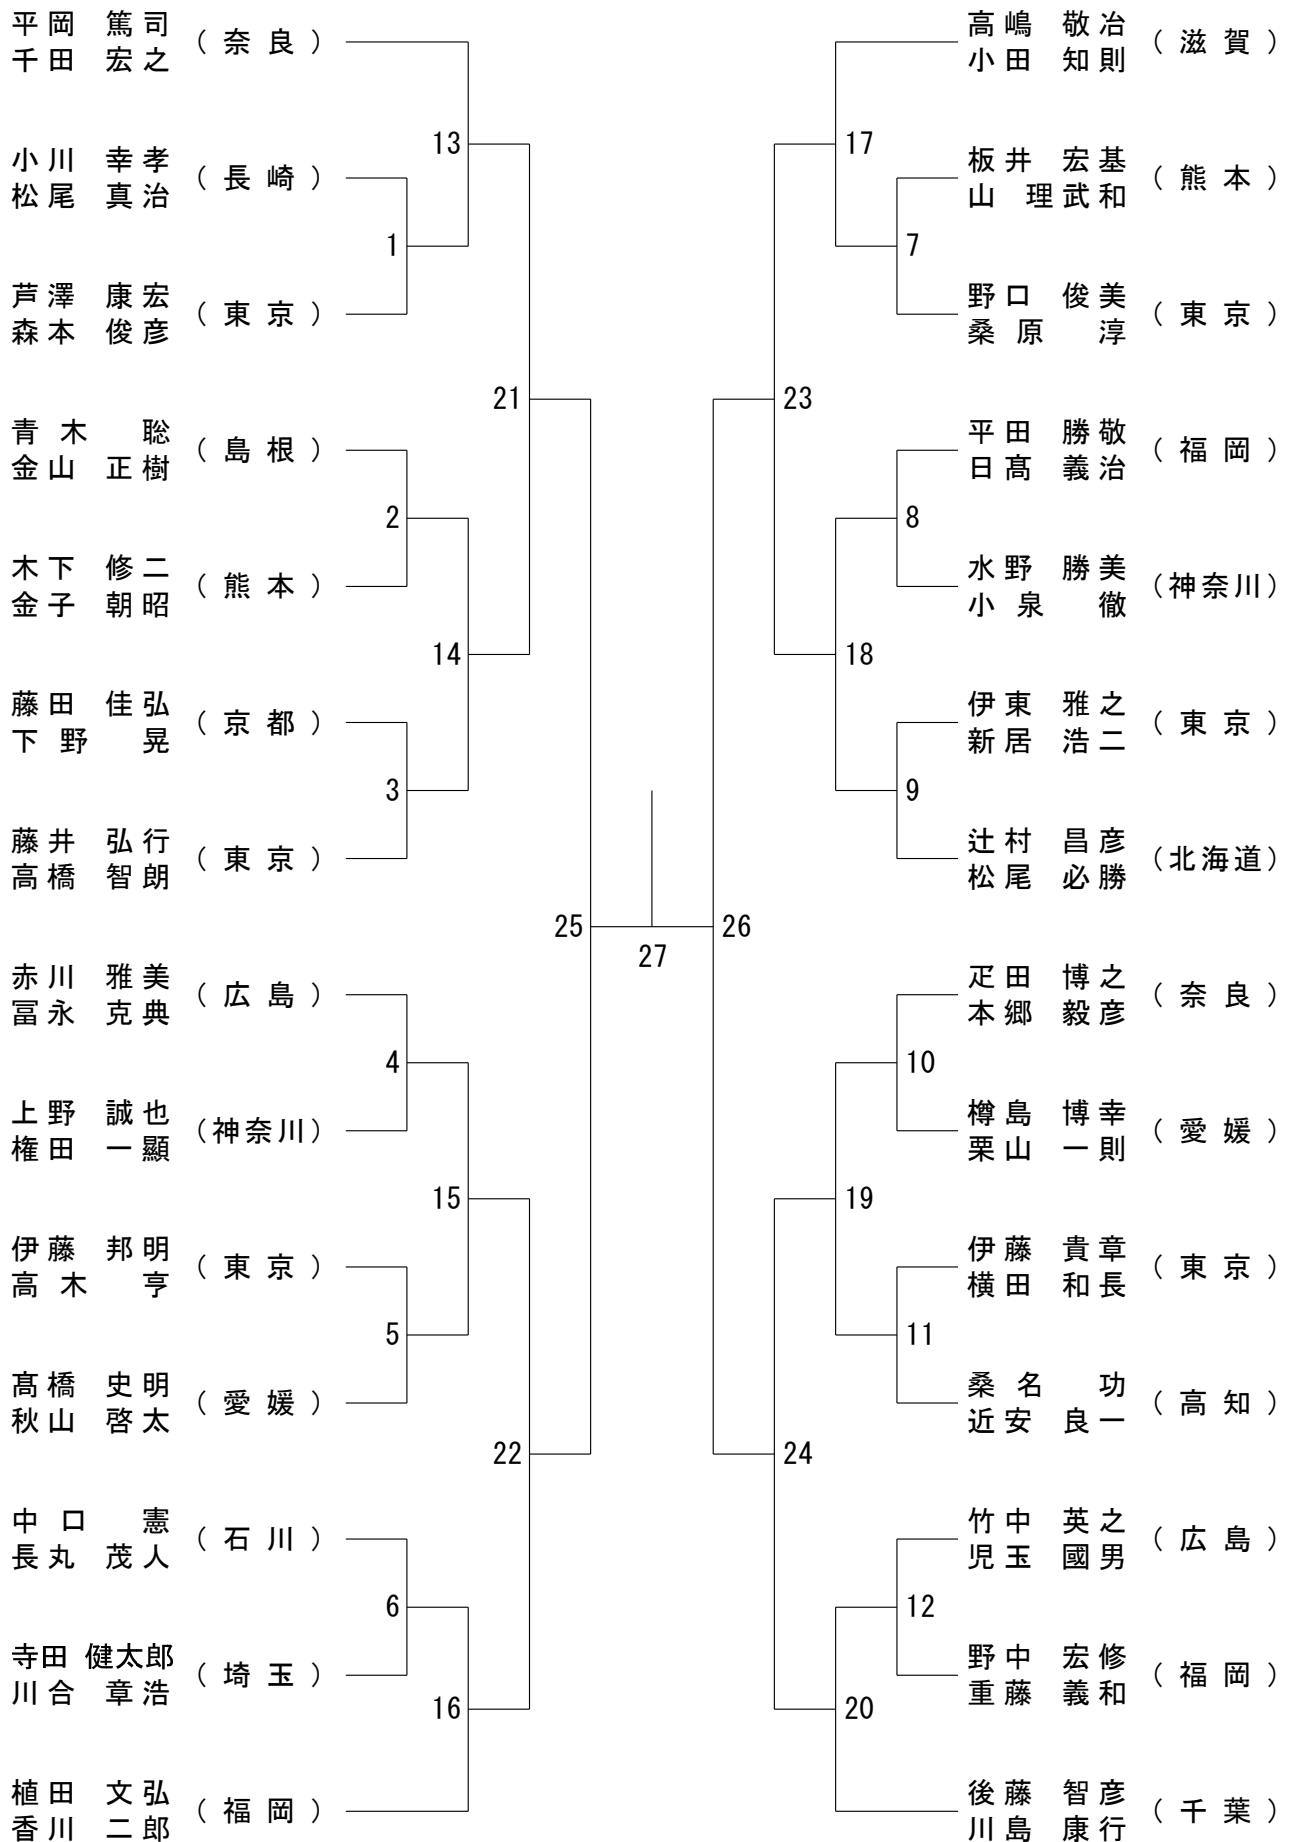 平岡 篤司
千田 宏之
(奈良)
13
小川 幸孝
松尾 真治
(長崎)
1
芦澤 康宏
森本 俊彦
(東京)
21
青木 聡
金山 正樹
(島根)
2
木下 修二
金子 朝昭
(熊本)
14
藤田 佳弘
下野 晃
(京都)
3
藤井 弘行
高橋 智朗
(東京)
25
赤川 雅美
冨永 克典
(広島)
4
上野 誠也
権田 一顯
(神奈川)
15
伊藤 邦明
高木 亨
(東京)
5
髙橋 史明
秋山 啓太
(愛媛)
22
中口 憲
長丸 茂人
(石川)
6
寺田 健太郎
川合 章浩
(埼玉)
16
植田 文弘
香川 二郎
(福岡)
27
高嶋 敬冶
小田 知則
(滋賀)
17
板井 宏基
山 理武和
(熊本)
7
野口 俊美
桑原 淳
(東京)
23
平田 勝敬
日髙 義治
(福岡)
8
水野 勝美
小泉 徹
(神奈川)
18
伊東 雅之
新居 浩二
(東京)
9
辻村 昌彦
松尾 必勝
(北海道)
26
疋田 博之
本郷 毅彦
(奈良)
10
樽島 博幸
栗山 一則
(愛媛)
19
伊藤 貴章
横田 和長
(東京)
11
桑名 功
近安 良一
(高知)
24
竹中 英之
児玉 國男
(広島)
12
野中 宏修
重藤 義和
(福岡)
20
後藤 智彦
川島 康行
(千葉)